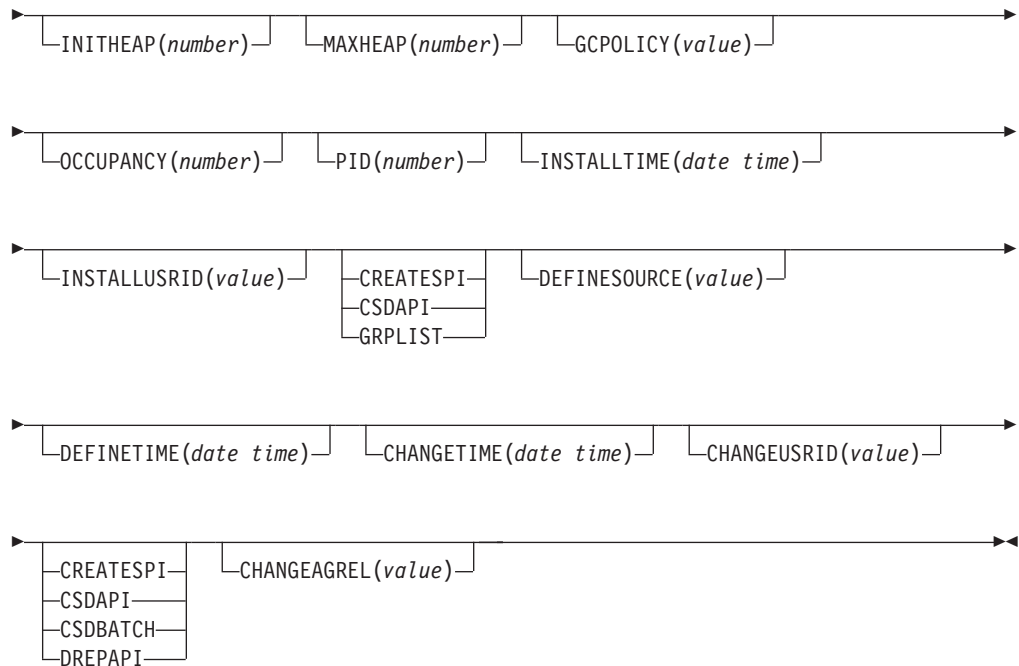 INITHEAP(number) MAXHEAP(number) GCPOLICY(value)
OCCUPANCY(number) PID(number) INSTALLTIME(date time)
INSTALLUSRID(value) CREATESPI DEFINESOURCE(value)
CSDAPI
GRPLIST
DEFINETIME(date time) CHANGETIME(date time) CHANGEUSRID(value)
CREATESPI CHANGEAGREL(value)
CSDAPI
CSDBATCH
DREPAPI